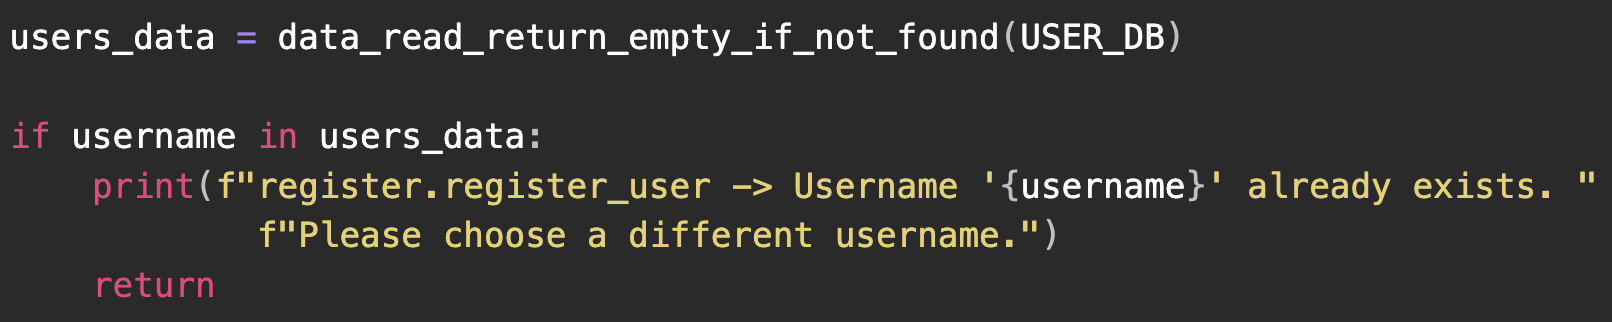 users_data = data_read_return_empty_if_not_found(USER_DB)
if username in users_data:
print(f"register.register_user -> Username '{username}' already exists. "
f"Please choose a different username.")
return